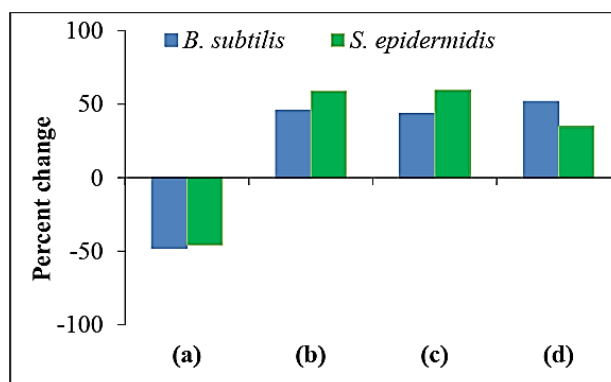 100
B. subtilis S. epidermidis
50
0
-50
-100
Percent change
(a) (b) (c) (d)